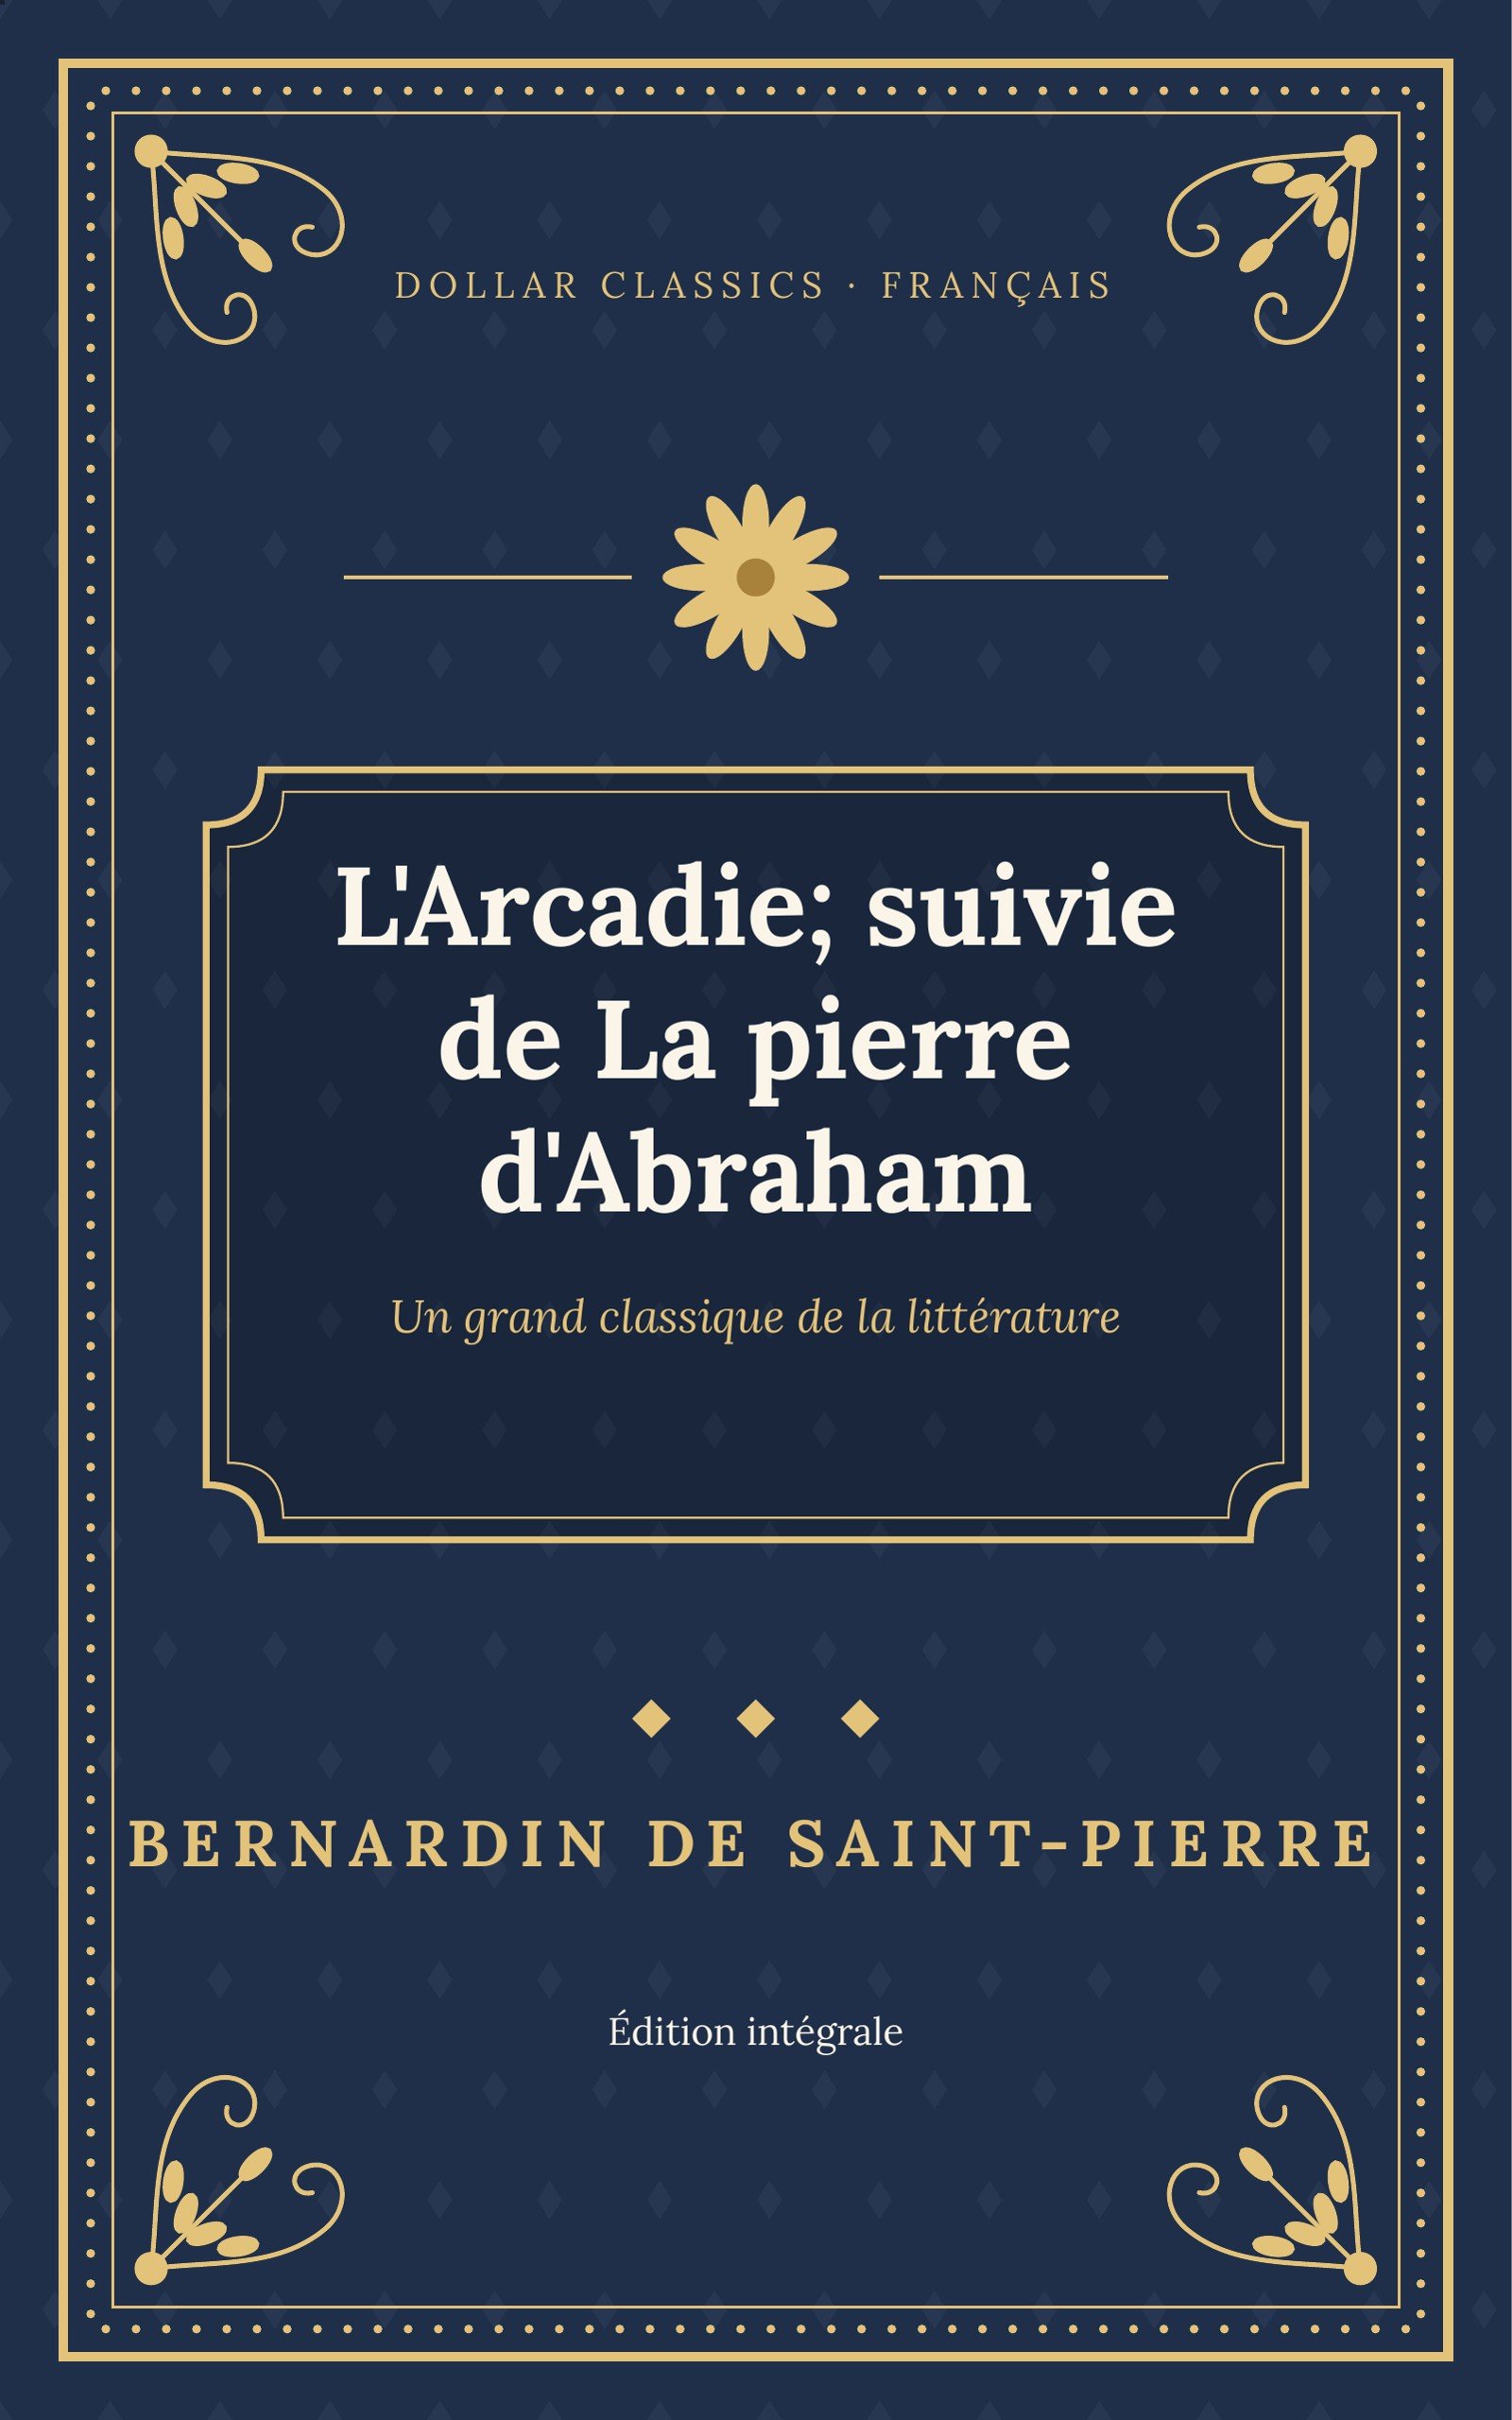 DOLLAR CLASSICS · FRANÇAIS
L'Arcadie; suivie
de La pierre
d'Abraham
Un grand classique de la littérature
BERNARDIN DE SAINT-PIERRE
Édition intégrale